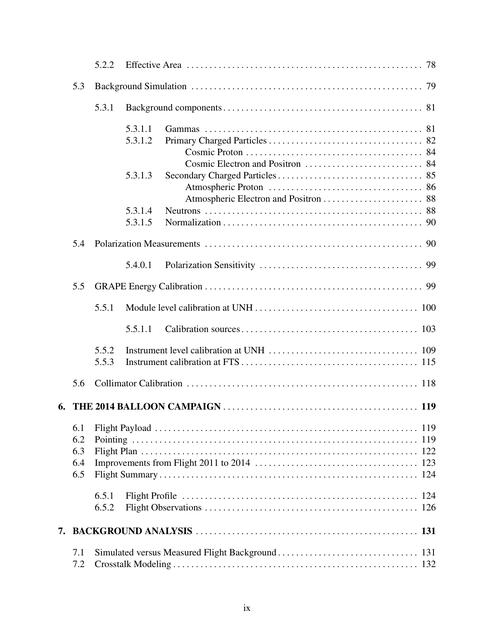 5.2.2 Effective Area . . . . . . . . . . . . . . . . . . . . . . . . . . . . . . . . . . . . . . . . . . . . . . . . . . . . 78
5.3 Background Simulation . . . . . . . . . . . . . . . . . . . . . . . . . . . . . . . . . . . . . . . . . . . . . . . . . . . 79
5.3.1 Background components . . . . . . . . . . . . . . . . . . . . . . . . . . . . . . . . . . . . . . . . . . . . 81
5.3.1.1 Gammas . . . . . . . . . . . . . . . . . . . . . . . . . . . . . . . . . . . . . . . . . . . . . . . . 81
5.3.1.2 Primary Charged Particles . . . . . . . . . . . . . . . . . . . . . . . . . . . . . . . . 82
Cosmic Proton . . . . . . . . . . . . . . . . . . . . . . . . . . . . . . . . . . . . . . . 84
Cosmic Electron and Positron . . . . . . . . . . . . . . . . . . . . . . . . . . 84
5.3.1.3 Secondary Charged Particles . . . . . . . . . . . . . . . . . . . . . . . . . . . . . . . . 85
Atmospheric Proton . . . . . . . . . . . . . . . . . . . . . . . . . . . . . . . . . . 86
Atmospheric Electron and Positron . . . . . . . . . . . . . . . . . . . . . . 88
5.3.1.4 Neutrons . . . . . . . . . . . . . . . . . . . . . . . . . . . . . . . . . . . . . . . . . . . . . . . . 88
5.3.1.5 Normalization . . . . . . . . . . . . . . . . . . . . . . . . . . . . . . . . . . . . . . . . . . . . 90
5.4 Polarization Measurements . . . . . . . . . . . . . . . . . . . . . . . . . . . . . . . . . . . . . . . . . . . . . . . . 90
5.4.0.1 Polarization Sensitivity . . . . . . . . . . . . . . . . . . . . . . . . . . . . . . . . . . . . 99
5.5 GRAPE Energy Calibration . . . . . . . . . . . . . . . . . . . . . . . . . . . . . . . . . . . . . . . . . . . . . . . . 99
5.5.1 Module level calibration at UNH . . . . . . . . . . . . . . . . . . . . . . . . . . . . . . . . . . . . 100
5.5.1.1 Calibration sources . . . . . . . . . . . . . . . . . . . . . . . . . . . . . . . . . . . . . . . 103
5.5.2 Instrument level calibration at UNH . . . . . . . . . . . . . . . . . . . . . . . . . . . . . . . . . 109
5.5.3 Instrument calibration at FTS . . . . . . . . . . . . . . . . . . . . . . . . . . . . . . . . . . . . . . . 115
5.6 Collimator Calibration . . . . . . . . . . . . . . . . . . . . . . . . . . . . . . . . . . . . . . . . . . . . . . . . . . . 118
6. THE 2014 BALLOON CAMPAIGN . . . . . . . . . . . . . . . . . . . . . . . . . . . . . . . . . . . . . . . . . . . 119
6.1 Flight Payload . . . . . . . . . . . . . . . . . . . . . . . . . . . . . . . . . . . . . . . . . . . . . . . . . . . . . . . . . . 119
6.2 Pointing . . . . . . . . . . . . . . . . . . . . . . . . . . . . . . . . . . . . . . . . . . . . . . . . . . . . . . . . . . . . . . . 119
6.3 Flight Plan . . . . . . . . . . . . . . . . . . . . . . . . . . . . . . . . . . . . . . . . . . . . . . . . . . . . . . . . . . . . . 122
6.4 Improvements from Flight 2011 to 2014 . . . . . . . . . . . . . . . . . . . . . . . . . . . . . . . . . . . . 123
6.5 Flight Summary . . . . . . . . . . . . . . . . . . . . . . . . . . . . . . . . . . . . . . . . . . . . . . . . . . . . . . . . . 124
6.5.1 Flight Profile . . . . . . . . . . . . . . . . . . . . . . . . . . . . . . . . . . . . . . . . . . . . . . . . . . . . 124
6.5.2 Flight Observations . . . . . . . . . . . . . . . . . . . . . . . . . . . . . . . . . . . . . . . . . . . . . . . 126
7. BACKGROUND ANALYSIS . . . . . . . . . . . . . . . . . . . . . . . . . . . . . . . . . . . . . . . . . . . . . . . . . 131
7.1 Simulated versus Measured Flight Background . . . . . . . . . . . . . . . . . . . . . . . . . . . . . . . 131
7.2 Crosstalk Modeling . . . . . . . . . . . . . . . . . . . . . . . . . . . . . . . . . . . . . . . . . . . . . . . . . . . . . . 132
ix